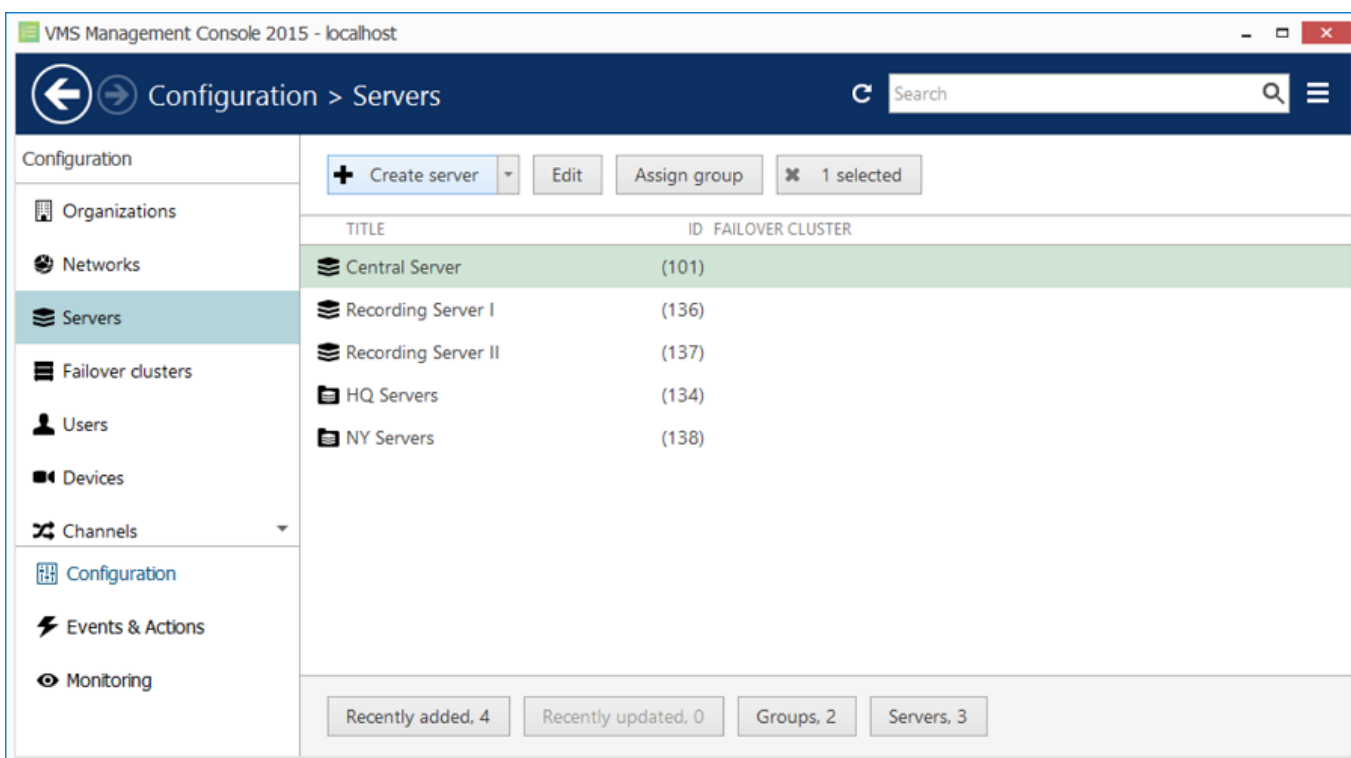 VMS Management Console 2015 - localhost
Configuration > Servers
Search
Configuration
Organizations
Networks
Servers
Failover clusters
Users
Devices
Channels
Configuration
Events & Actions
Monitoring
Create server
Edit
Assign group
1 selected
TITLE ID FAILOVER CLUSTER
Central Server (101)
Recording Server I (136)
Recording Server II (137)
HQ Servers (134)
NY Servers (138)
Recently added, 4
Recently updated, 0
Groups, 2
Servers, 3